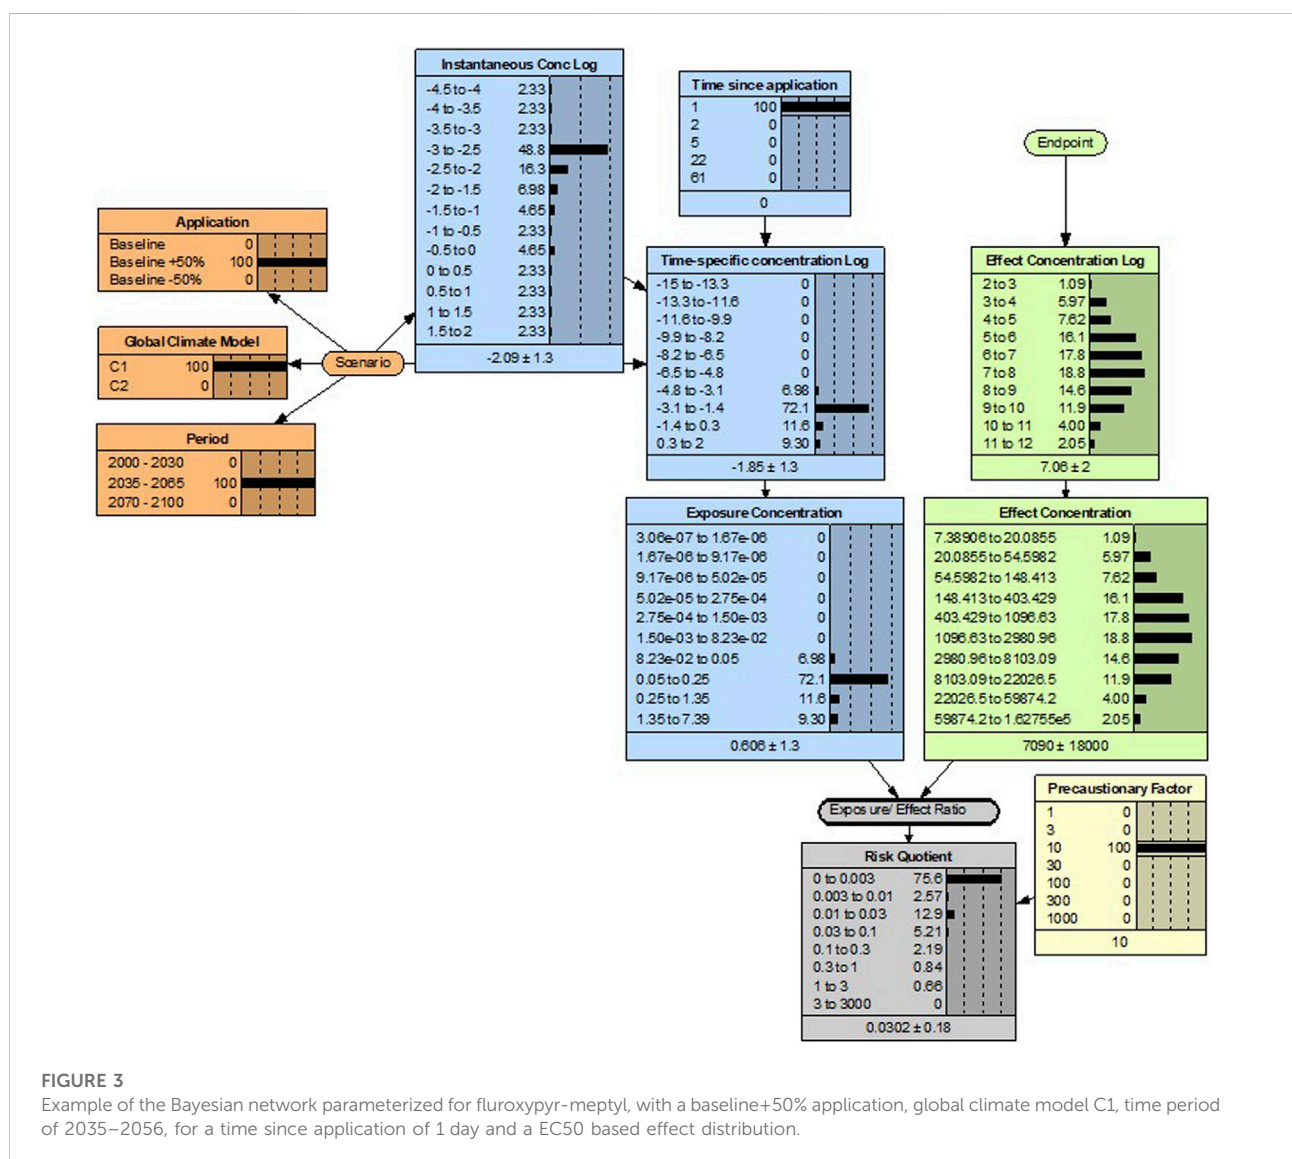 Instantaneous Conc Log
-4.5 to -4 2.33
-4 to -3.5 2.33
-3.5 to -3 2.33
-3 to -2.5 48.8
-2.5 to -2 16.3
-2 to -1.5 6.98
-1.5 to -1 4.65
-1 to -0.5 2.33
-0.5 to 0 4.65
0 to 0.5 2.33
0.5 to 1 2.33
1 to 1.5 2.33
1.5 to 2 2.33
-2.09 ± 1.3
Time since application
1 100
2 0
5 0
22 0
61 0
0
Endpoint
Application
Baseline 0
Baseline +50% 100
Baseline -50% 0
Global Climate Model
C1 100
C2 0
Scenario
Period
2000 - 2030 0
2035 - 2065 100
2070 - 2100 0
Time-specific concentration Log
-15 to -13.3 0
-13.3 to -11.6 0
-11.6 to -9.9 0
-9.9 to -8.2 0
-8.2 to -6.5 0
-6.5 to -4.8 0
-4.8 to -3.1 6.98
-3.1 to -1.4 72.1
-1.4 to 0.3 11.6
0.3 to 2 9.30
-1.85 ± 1.3
Effect Concentration Log
2 to 3 1.09
3 to 4 5.97
4 to 5 7.62
5 to 6 16.1
6 to 7 17.8
7 to 8 18.8
8 to 9 14.6
9 to 10 11.9
10 to 11 4.00
11 to 12 2.05
7.06 ± 2
Exposure Concentration
3.06e-07 to 1.67e-06 0
1.67e-06 to 9.17e-06 0
9.17e-06 to 5.02e-05 0
5.02e-05 to 2.75e-04 0
2.75e-04 to 1.50e-03 0
1.50e-03 to 8.23e-02 0
8.23e-02 to 0.05 6.98
0.05 to 0.25 72.1
0.25 to 1.35 11.6
1.35 to 7.39 9.30
0.606 ± 1.3
Effect Concentration
7.38906 to 20.0855 1.09
20.0855 to 54.5982 5.97
54.5982 to 148.413 7.62
148.413 to 403.429 16.1
403.429 to 1096.63 17.8
1096.63 to 2980.96 18.8
2980.96 to 8103.09 14.6
8103.09 to 22026.5 11.9
22026.5 to 59874.2 4.00
59874.2 to 1.62755e5 2.05
7090 ± 18000
Exposure/ Effect Ratio
Precaustionary Factor
1 0
3 0
10 100
30 0
100 0
300 0
1000 0
10
Risk Quotient
0 to 0.003 75.6
0.003 to 0.01 2.57
0.01 to 0.03 12.9
0.03 to 0.1 5.21
0.1 to 0.3 2.19
0.3 to 1 0.84
1 to 3 0.66
3 to 3000 0
0.0302 ± 0.18
FIGURE 3
Example of the Bayesian network parameterized for fluroxypyr-meptyl, with a baseline+50% application, global climate model C1, time period
of 2035–2056, for a time since application of 1 day and a EC50 based effect distribution.